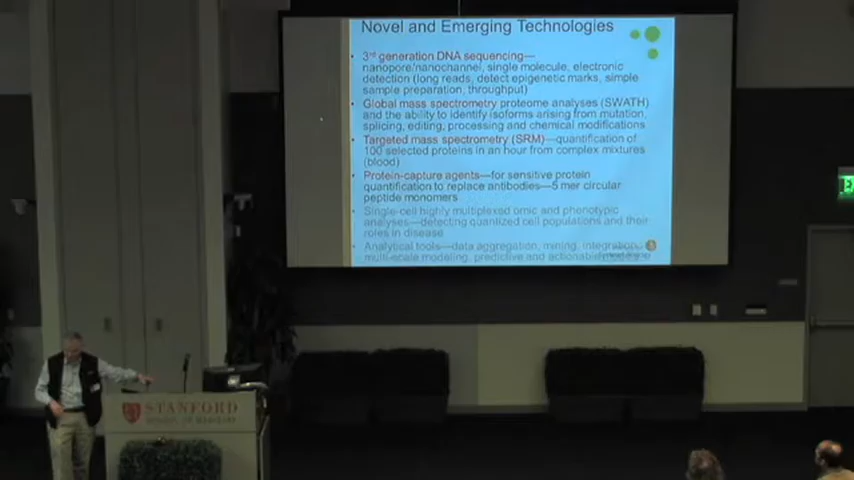 Novel and Emerging Technologies
• 3rd generation DNA sequencing—
nanopore/nanochannel, single molecule, electronic
detection (long reads, detect epigenetic marks, simple
sample preparation, throughput)
• Global mass spectrometry proteome analyses (SWATH)
and the ability to identify isoforms arising from mutation,
splicing, editing, processing and chemical modifications
• Targeted mass spectrometry (SRM)—quantification of
100 selected proteins in an hour from complex mixtures
(blood)
• Protein-capture agents—for sensitive protein
quantification to replace antibodies—5 mer circular
peptide monomers
• Single-cell highly multiplexed omic and phenotypic
analyses—detecting quantized cell populations and their
roles in disease
• Analytical tools—data aggregation, mining, integration,
multi-scale modeling, predictive and actionable
STANFORD
SCHOOL OF MEDICINE